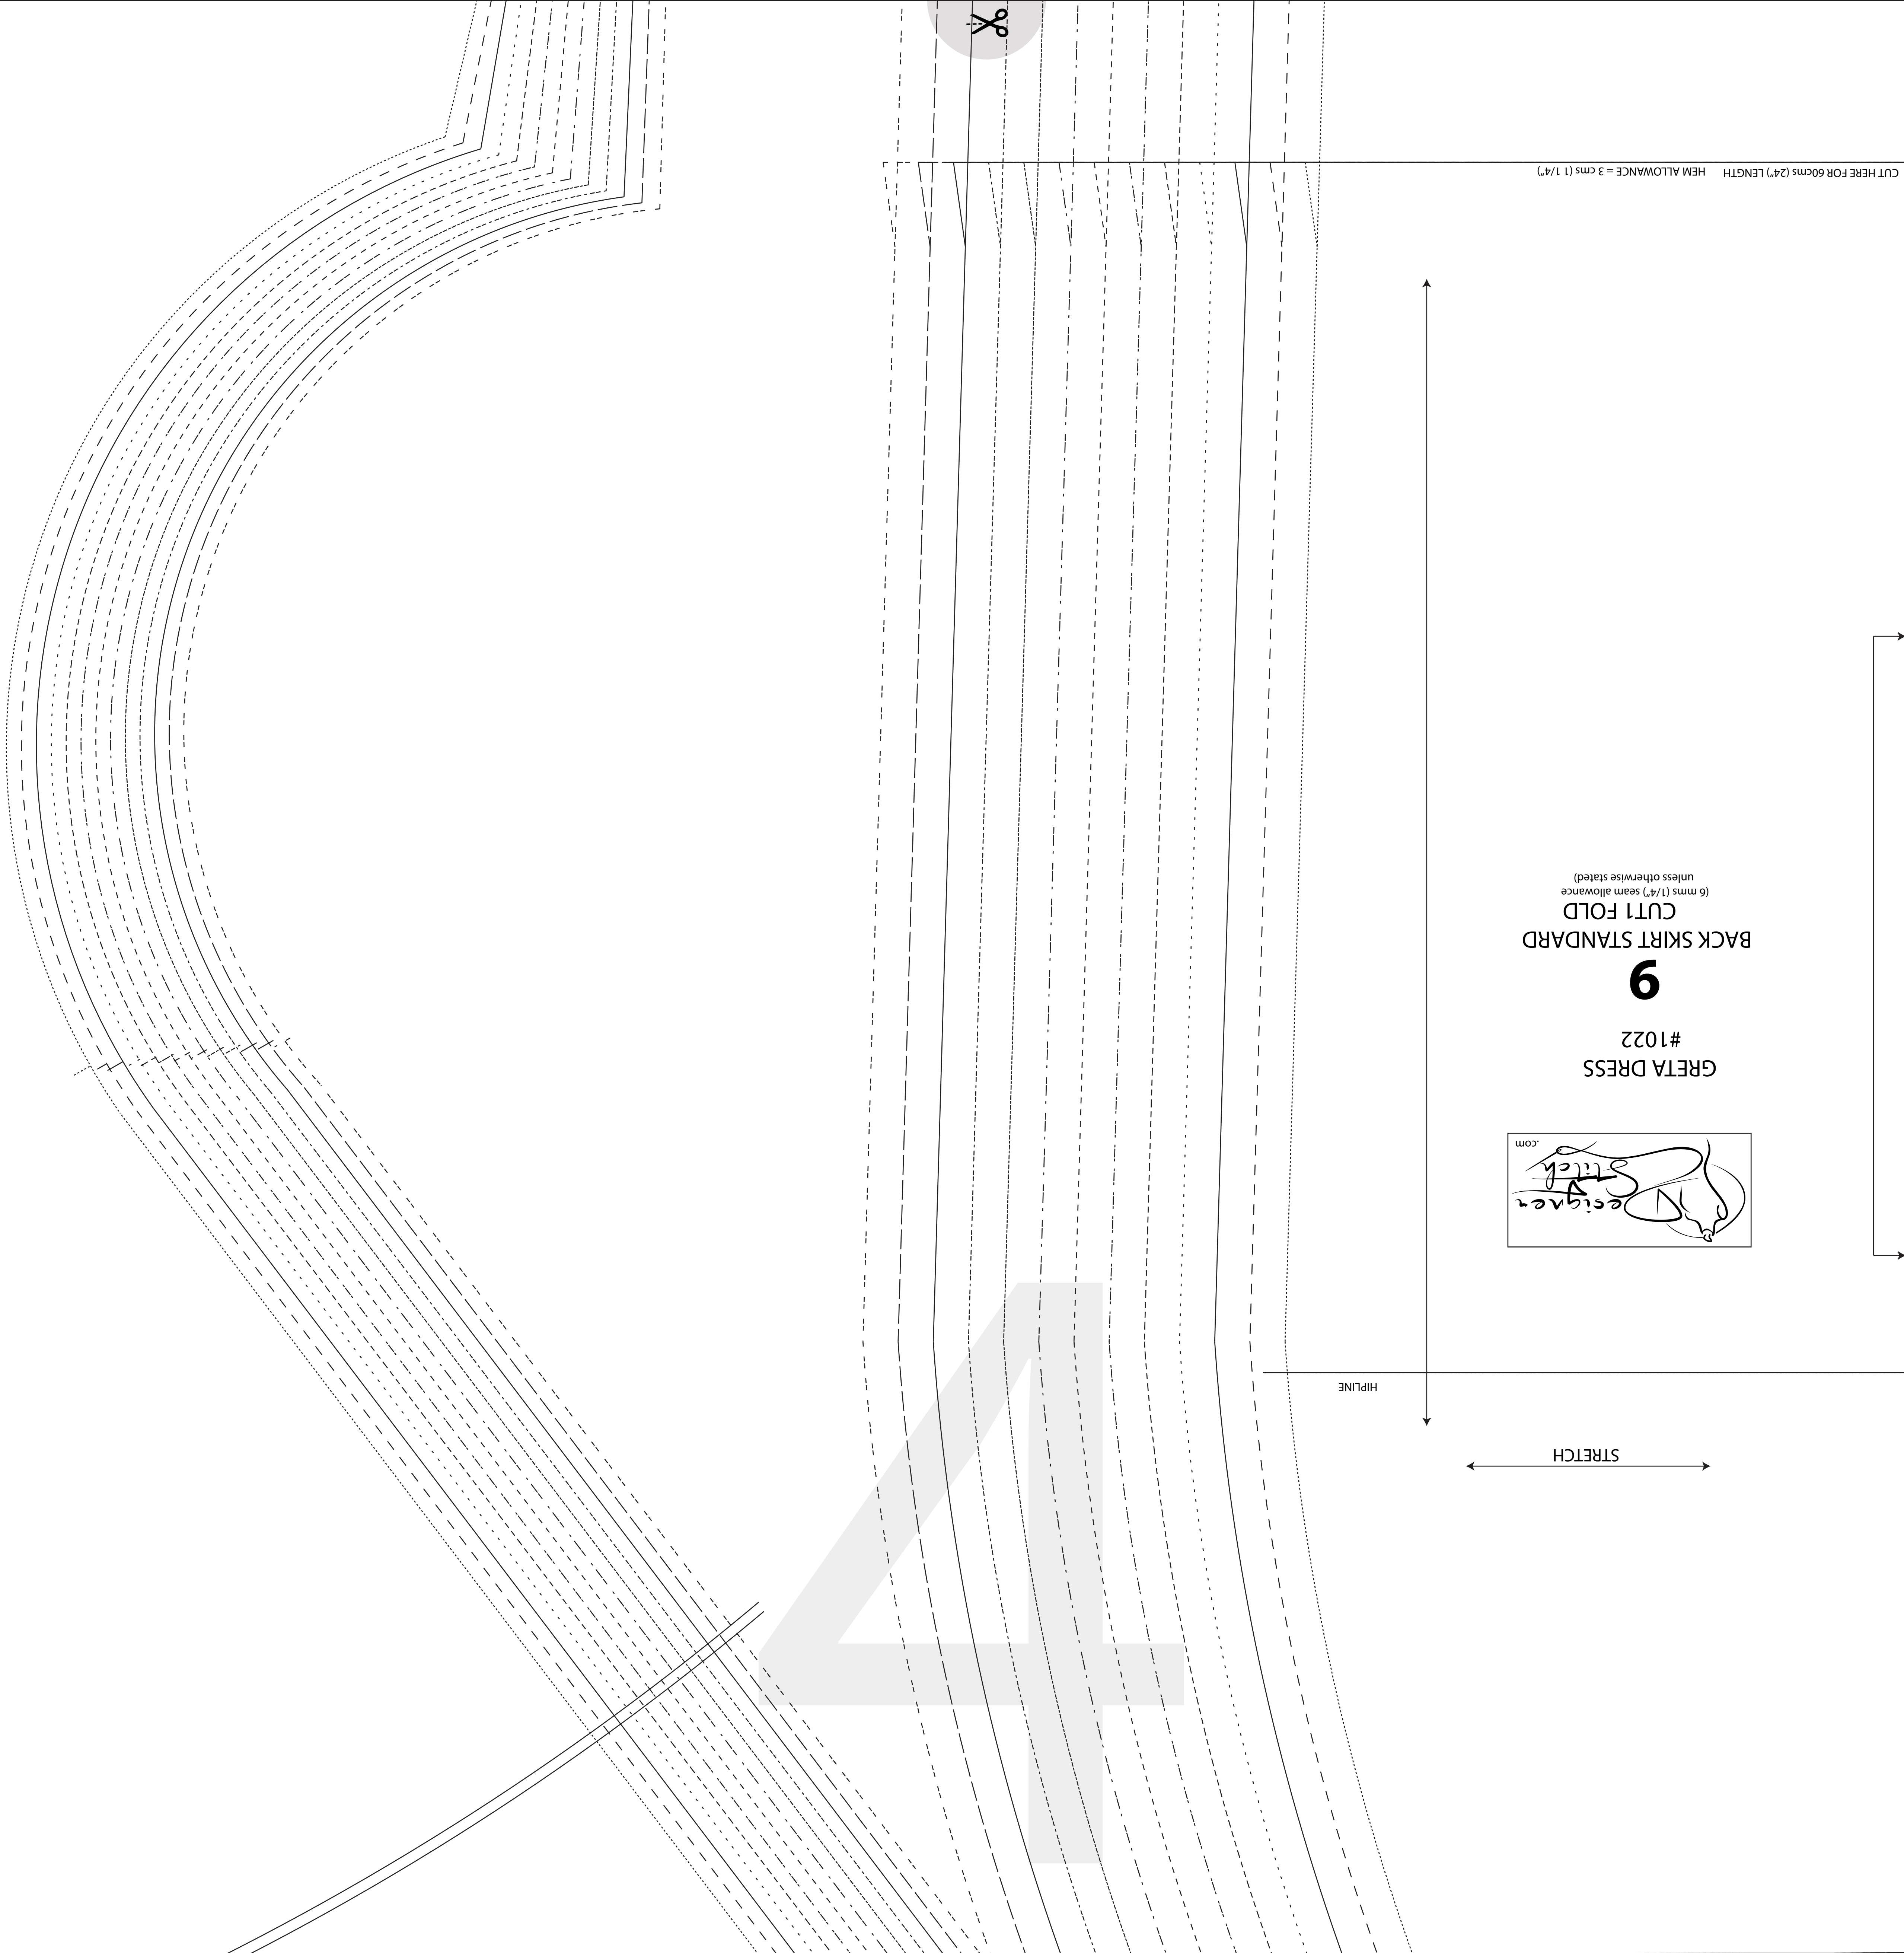 CUT HERE FOR 60cms (24") LENGTH HEM ALLOWANCE = 3 cms (1 1/4")
STRETCH
HIPLINE
Designer
Stitch
.com
GRETA DRESS
#1022
6
BACK SKIRT STANDARD
CUT1 FOLD
(6 mms (1/4") seam allowance
unless otherwise stated)
4